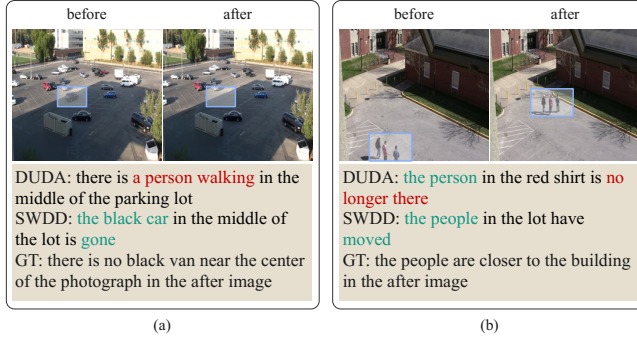 before after
DUDA: there is a person walking in the
middle of the parking lot
SWDD: the black car in the middle of
the lot is gone
GT: there is no black van near the center
of the photograph in the after image
(a)
before after
DUDA: the person in the red shirt is no
longer there
SWDD: the people in the lot have
moved
GT: the people are closer to the building
in the after image
(b)